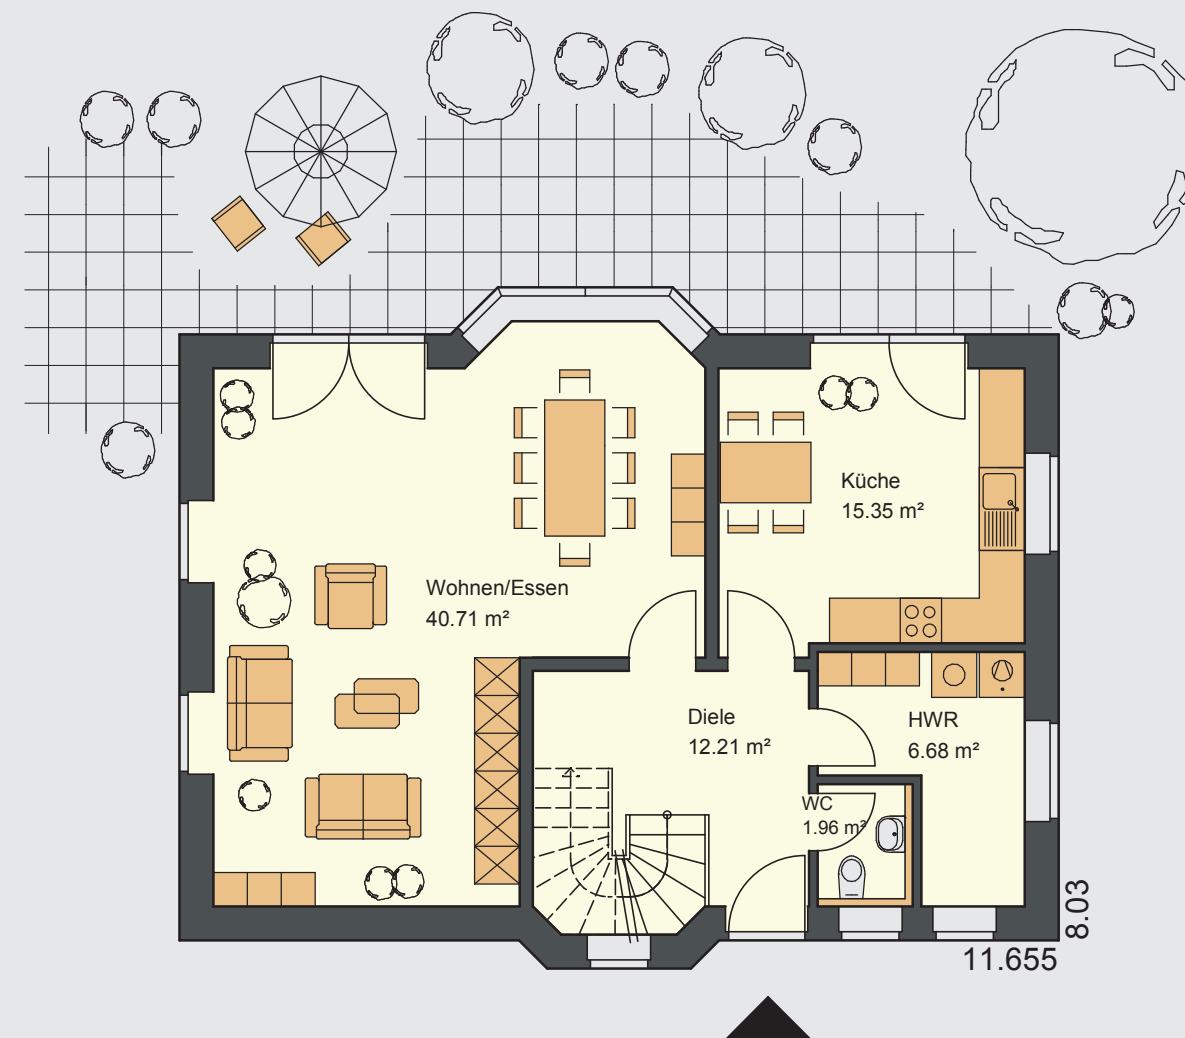 Küche
15.35 m²
Wohnen/Essen
40.71 m²
Diele
12.21 m²
HWR
6.68 m²
WC
1.96 m²
8.03
11.655